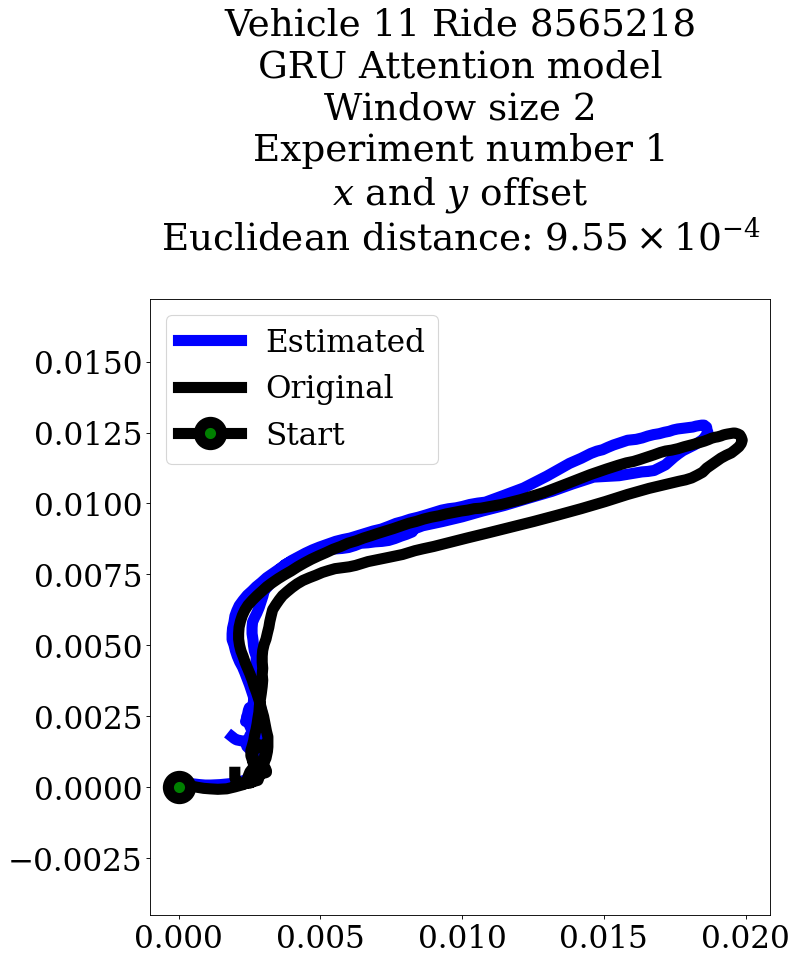 Vehicle 11 Ride 8565218
GRU Attention model
Window size 2
Experiment number 1
x and y offset
Euclidean distance: 9.55 × 10⁻⁴
Estimated
Original
Start
0.0150
0.0125
0.0100
0.0075
0.0050
0.0025
0.0000
−0.0025
0.000 0.005 0.010 0.015 0.020